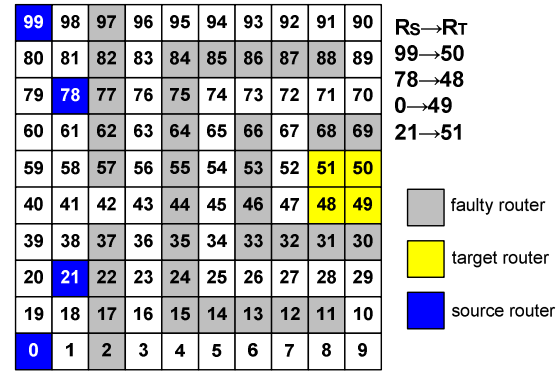 99 98 97 96 95 94 93 92 91 90
80 81 82 83 84 85 86 87 88 89
79 78 77 76 75 74 73 72 71 70
60 61 62 63 64 65 66 67 68 69
59 58 57 56 55 54 53 52 51 50
40 41 42 43 44 45 46 47 48 49
39 38 37 36 35 34 33 32 31 30
20 21 22 23 24 25 26 27 28 29
19 18 17 16 15 14 13 12 11 10
0 1 2 3 4 5 6 7 8 9
RS→RT
99→50
78→48
0→49
21→51
faulty router
target router
source router